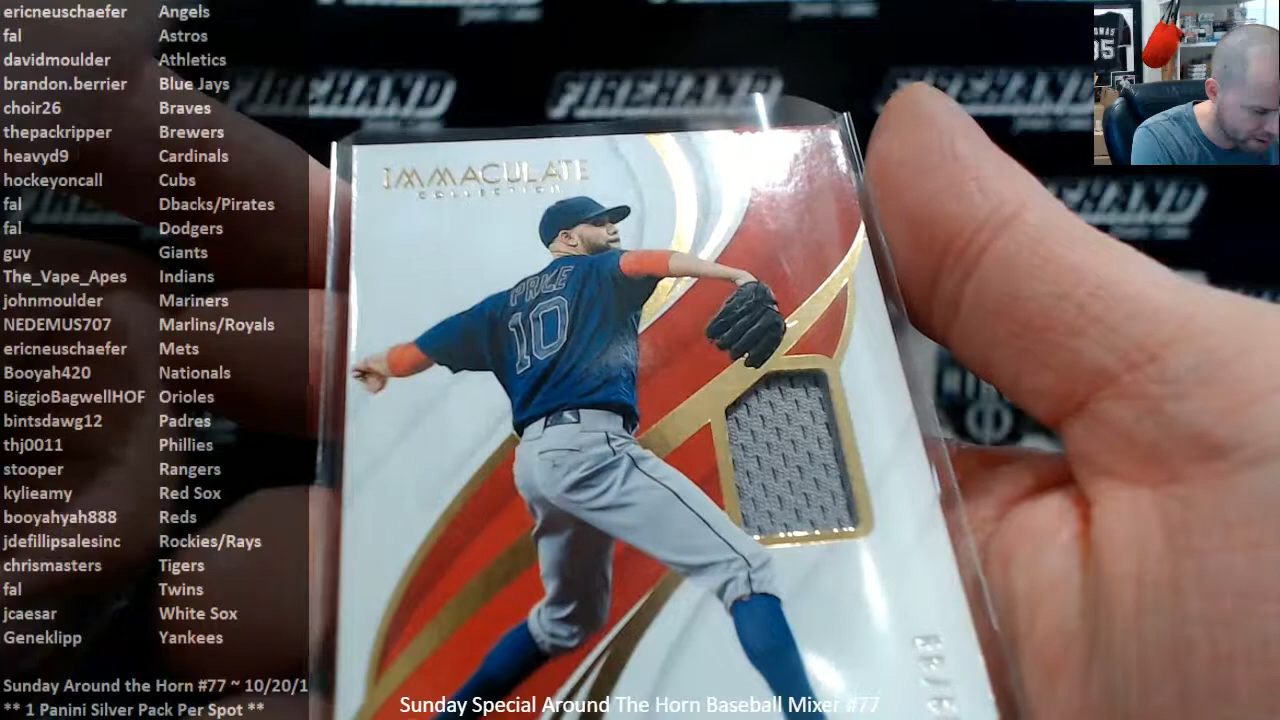 ericneuschaefer Angels
fal Astros
davidmoulder Athletics
brandon.berrier Blue Jays
choir26 Braves
thepackripper Brewers
heavyd9 Cardinals
hockeyoncall Cubs
fal Dbacks/Pirates
fal Dodgers
guy Giants
The_Vape_Apes Indians
johnmoulder Mariners
NEDEMUS707 Marlins/Royals
ericneuschaefer Mets
Booyah420 Nationals
BiggioBagwellHOF Orioles
bintsdawg12 Padres
thj0011 Phillies
stooper Rangers
kylieamy Red Sox
booyahyah888 Reds
jdefillipsalesinc Rockies/Rays
chrismasters Tigers
fal Twins
jcaesar White Sox
Geneklipp Yankees
Sunday Around the Horn #77 ~ 10/20/1
** 1 Panini Silver Pack Per Spot **
FIREHAND
FIREHAND
IMMACULATE
COLLECTION
PRICE
10
Sunday Special Around The Horn Baseball Mixer #77